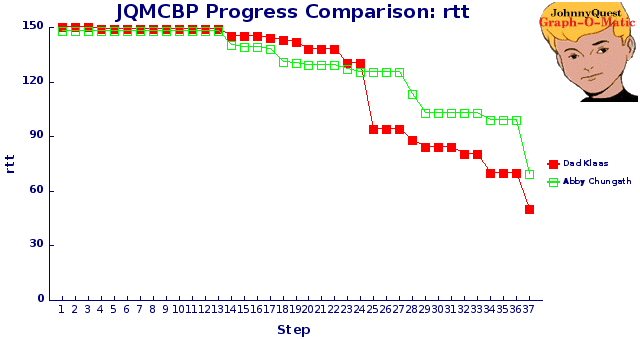 JQMCBP Progress Comparison: rtt
JohnnyQuest
Graph-O-Matic
150
120
90
60
30
0
rtt
Dad Klaas
Abby Chungath
1 2 3 4 5 6 7 8 9 10 11 12 13 14 15 16 17 18 19 20 21 22 23 24 25 26 27 28 29 30 31 32 33 34 35 36 37
Step